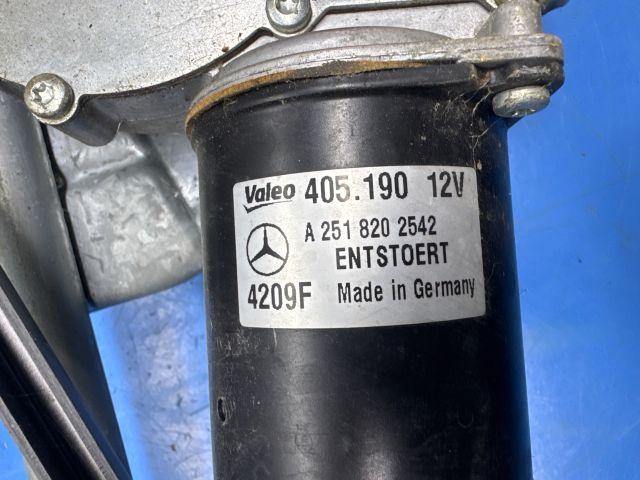 Valeo 405.190 12V
A 251 820 2542
ENTSTOERT
4209F Made in Germany